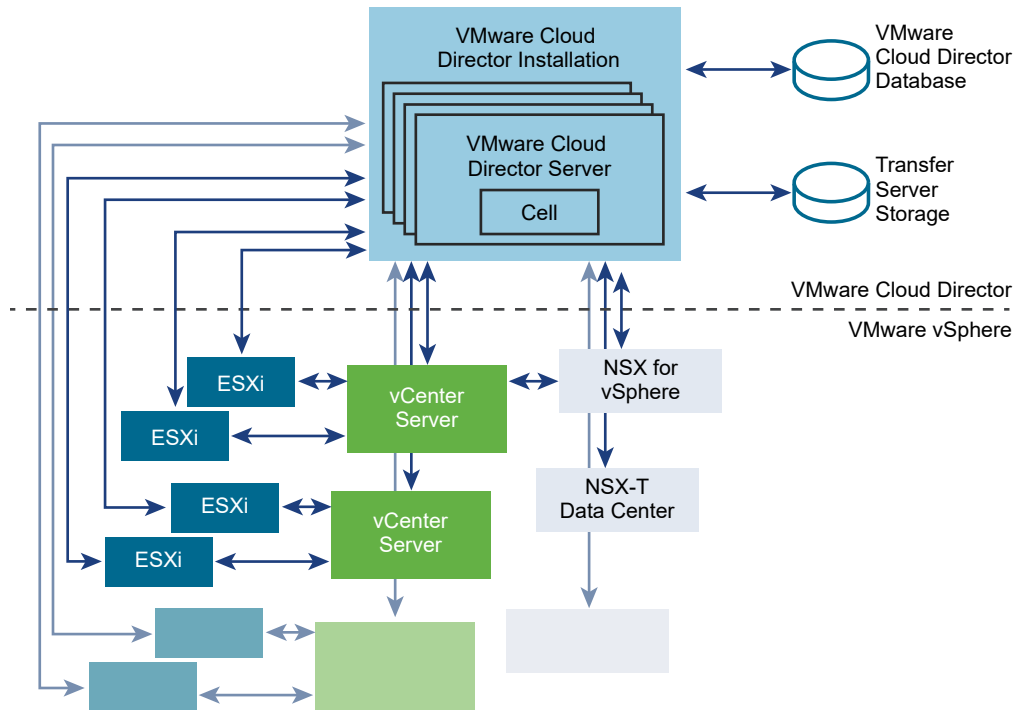 VMware Cloud
Director Installation
VMware
Cloud Director
Database
VMware Cloud
Director Server
Cell
Transfer
Server
Storage
VMware Cloud Director
VMware vSphere
ESXi
vCenter
Server
NSX for
vSphere
ESXi
ESXi
vCenter
Server
NSX-T
Data Center
ESXi